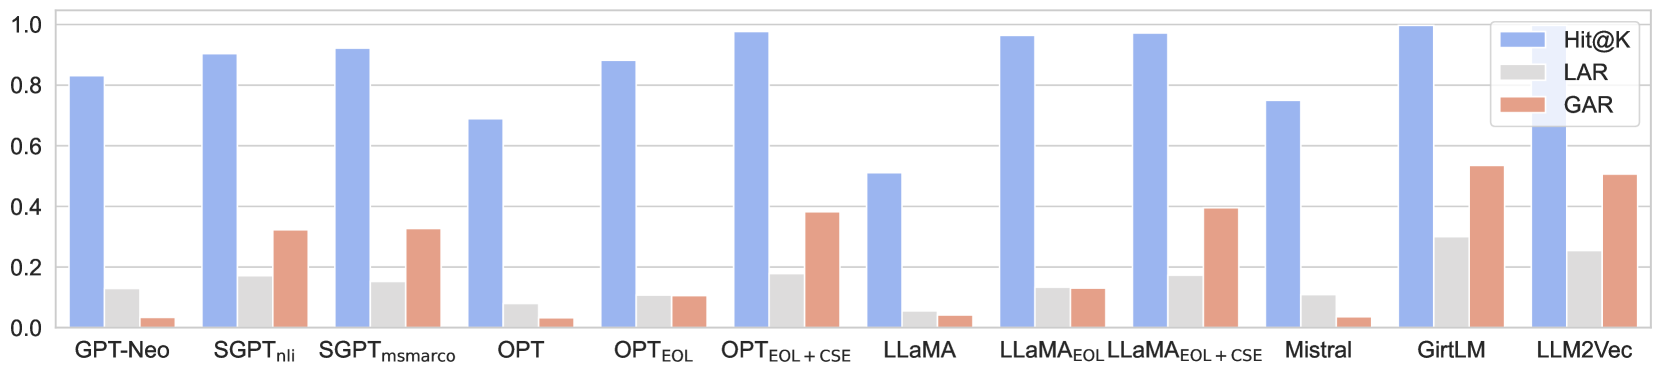 1.0
0.8
0.6
0.4
0.2
0.0
Hit@K
LAR
GAR
GPT-Neo SGPTnli SGPTmsmarco OPT OPTEOL OPTEOL + CSE LLaMA LLaMAEOL LLaMAEOL + CSE Mistral GirtLM LLM2Vec